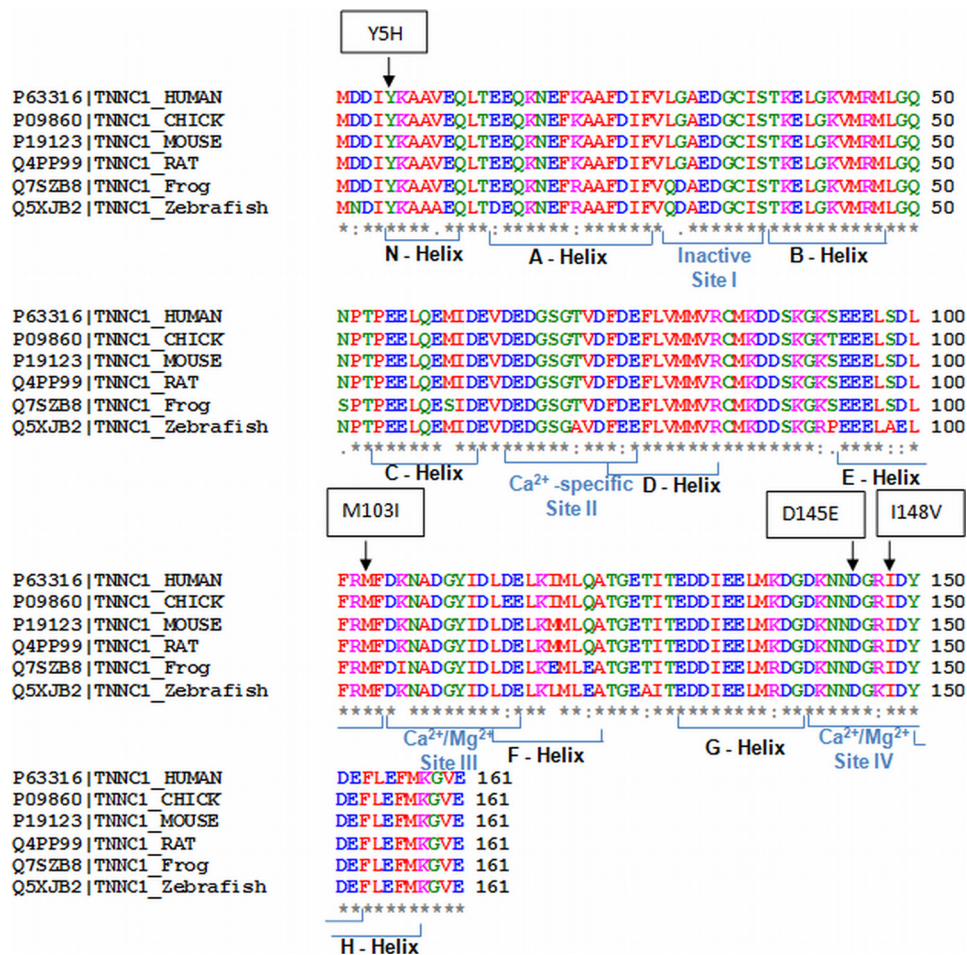 Y5H
P63316|TNNC1_HUMAN MDDIYKAAVEQLTEEQKNEFKAAFDIFVLGAEDGCISTKELGKVMRMLGQ 50
P09860|TNNC1_CHICK MDDIYKAAVEQLTEEQKNEFKAAFDIFVLGAEDGCISTKELGKVMRMLGQ 50
P19123|TNNC1_MOUSE MDDIYKAAVEQLTEEQKNEFKAAFDIFVLGAEDGCISTKELGKVMRMLGQ 50
Q4PP99|TNNC1_RAT MDDIYKAAVEQLTEEQKNEFKAAFDIFVLGAEDGCISTKELGKVMRMLGQ 50
Q7SZB8|TNNC1_Frog MDDIYKAAVEQLTEEQKNEFRAAFDIFVQDAEDGCISTKELGKVMRMLGQ 50
Q5XJB2|TNNC1_Zebrafish MNDIYKAAAEQLTDEQKNEFRAAFDIFVQDAEDGCISTKELGKVMRMLGQ 50
*:******.****:******:******* .********************
N - Helix A - Helix Inactive B - Helix
Site I
P63316|TNNC1_HUMAN NPTPEELQEMIDEVDEDGSGTVDFDEFLVMMVRCMKDDSKGKSEEELSDL 100
P09860|TNNC1_CHICK NPTPEELQEMIDEVDEDGSGTVDFDEFLVMMVRCMKDDSKGKTEEELSDL 100
P19123|TNNC1_MOUSE NPTPEELQEMIDEVDEDGSGTVDFDEFLVMMVRCMKDDSKGKSEEELSDL 100
Q4PP99|TNNC1_RAT NPTPEELQEMIDEVDEDGSGTVDFDEFLVMMVRCMKDDSKGKSEEELSDL 100
Q7SZB8|TNNC1_Frog SPTPEELQESIDEVDEDGSGTVDFDEFLVMMVRCMKDDSKGKSEEELSDL 100
Q5XJB2|TNNC1_Zebrafish NPTPEELQEMIDEVDEDGSGAVDFEEFLVMMVRCMKDDSKGRPEEELAEL 100
.******** **********:***:****************:.****::*
C - Helix Ca2+ -specific D - Helix E - Helix
Site II
M103I D145E I148V
P63316|TNNC1_HUMAN FRMFDKNADGYIDLDELKIMLQATGETITEDDIEELMKDGDKNNDGRIDY 150
P09860|TNNC1_CHICK FRMFDKNADGYIDLEELKIMLQATGETITEDDIEELMKDGDKNNDGRIDY 150
P19123|TNNC1_MOUSE FRMFDKNADGYIDLDELKMMLQATGETITEDDIEELMKDGDKNNDGRIDY 150
Q4PP99|TNNC1_RAT FRMFDKNADGYIDLDELKMMLQATGETITEDDIEELMKDGDKNNDGRIDY 150
Q7SZB8|TNNC1_Frog FRMFDINADGYIDLDELKEMLEATGETITEDDIEELMKDGDKNNDGRIDY 150
Q5XJB2|TNNC1_Zebrafish FRMFDKNADGYIDLDELKLMLEATGEAITEDDIEELMRDGDKNNDGKIDY 150
***** ********:*** **:****:*********:*********:***
Ca2+/Mg2+ F - Helix G - Helix Ca2+/Mg2+
Site III Site IV
P63316|TNNC1_HUMAN DEFLEFMKGVE 161
P09860|TNNC1_CHICK DEFLEFMKGVE 161
P19123|TNNC1_MOUSE DEFLEFMKGVE 161
Q4PP99|TNNC1_RAT DEFLEFMKGVE 161
Q7SZB8|TNNC1_Frog DEFLEFMKGVE 161
Q5XJB2|TNNC1_Zebrafish DEFLEFMKGVE 161
***********
H - Helix